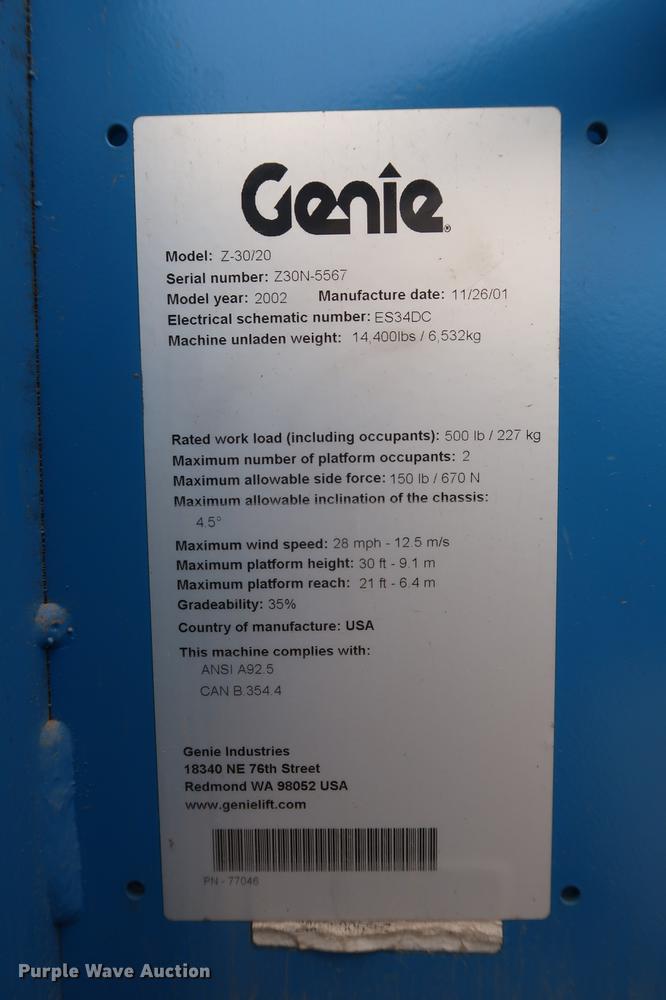 Genie®
Model: Z-30/20
Serial number: Z30N-5567
Model year: 2002 Manufacture date: 11/26/01
Electrical schematic number: ES34DC
Machine unladen weight: 14,400lbs / 6,532kg
Rated work load (including occupants): 500 lb / 227 kg
Maximum number of platform occupants: 2
Maximum allowable side force: 150 lb / 670 N
Maximum allowable inclination of the chassis:
4.5°
Maximum wind speed: 28 mph - 12.5 m/s
Maximum platform height: 30 ft - 9.1 m
Maximum platform reach: 21 ft - 6.4 m
Gradeability: 35%
Country of manufacture: USA
This machine complies with:
ANSI A92.5
CAN B.354.4
Genie Industries
18340 NE 76th Street
Redmond WA 98052 USA
www.genielift.com
PN - 77046
Purple Wave Auction